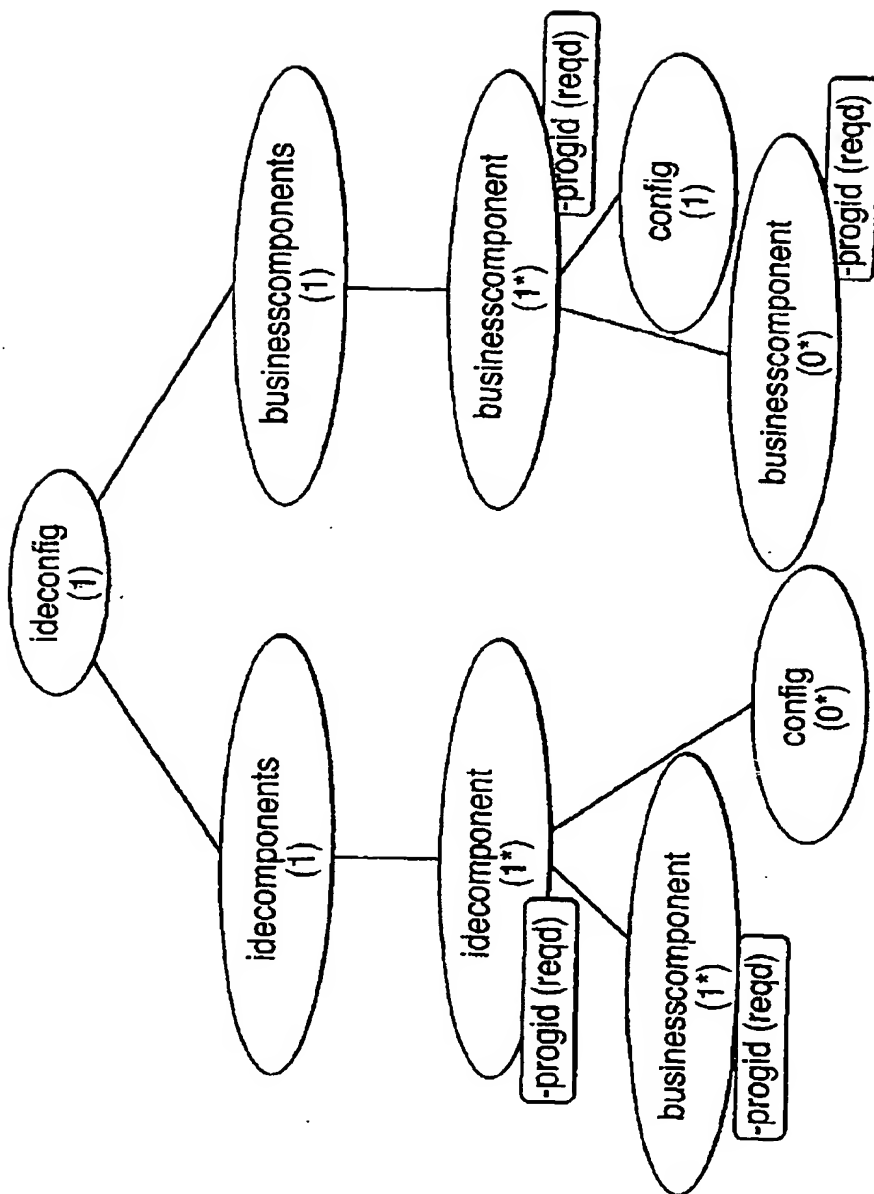 ideconfig
(1)
idecomponents
(1)
businesscomponents
(1)
idecomponent
(1*)
-progid (reqd)
businesscomponent
(1*)
-progid (reqd)
businesscomponent
(1*)
-progid (reqd)
config
(0*)
config
(1)
businesscomponent
(0*)
-progid (reqd)